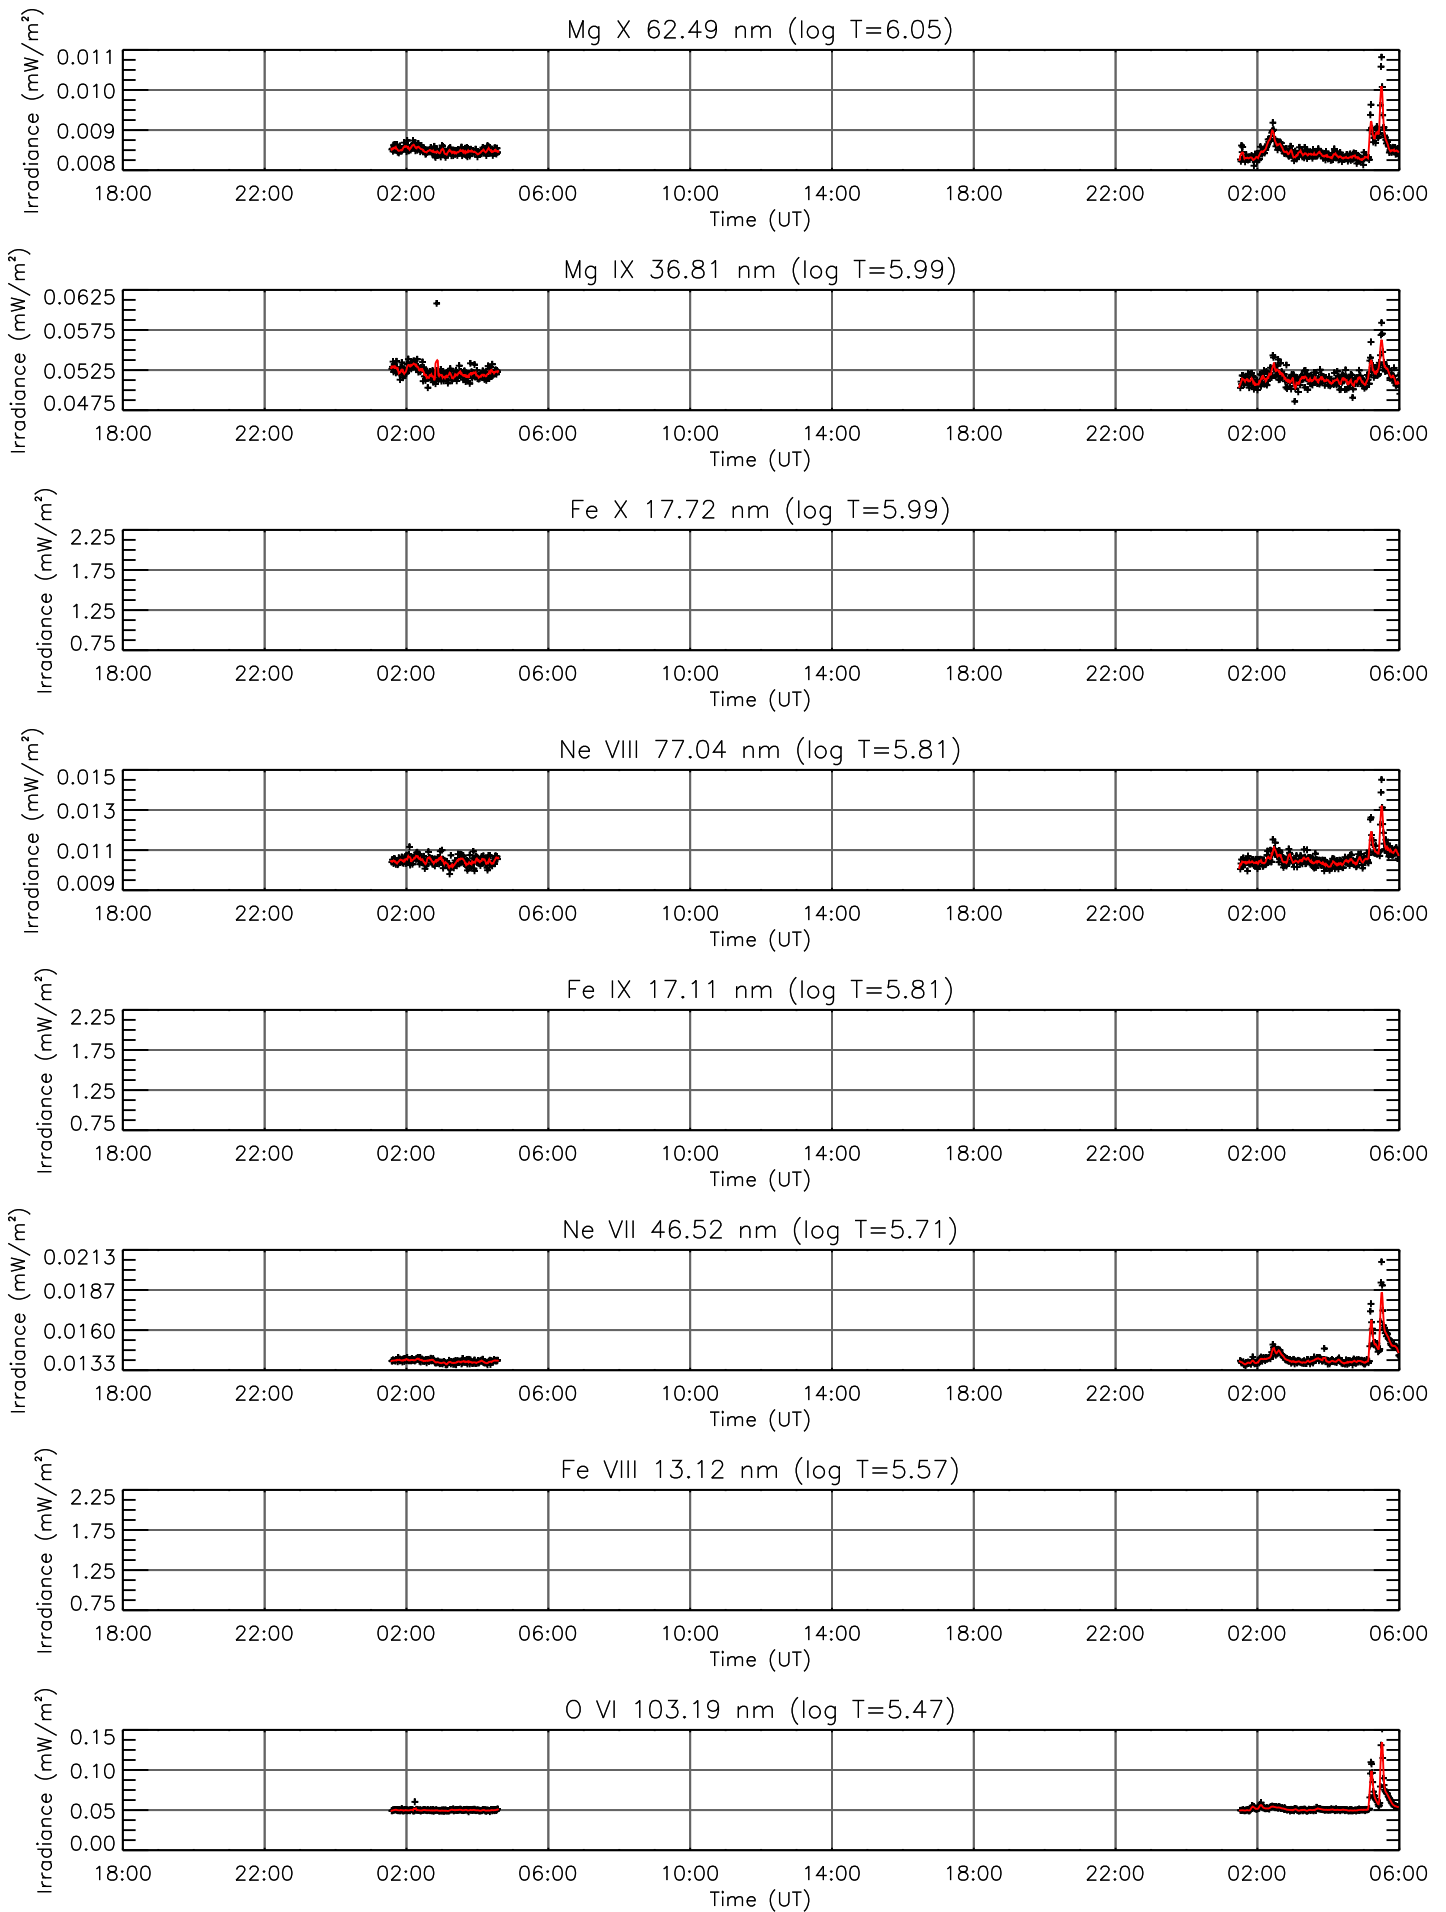 Mg X 62.49 nm (log T=6.05)
Irradiance (mW/m²)
0.011
0.010
0.009
0.008
18:00 22:00 02:00 06:00 10:00 14:00 18:00 22:00 02:00 06:00
Time (UT)
Mg IX 36.81 nm (log T=5.99)
Irradiance (mW/m²)
0.0625
0.0575
0.0525
0.0475
18:00 22:00 02:00 06:00 10:00 14:00 18:00 22:00 02:00 06:00
Time (UT)
Fe X 17.72 nm (log T=5.99)
Irradiance (mW/m²)
2.25
1.75
1.25
0.75
18:00 22:00 02:00 06:00 10:00 14:00 18:00 22:00 02:00 06:00
Time (UT)
Ne VIII 77.04 nm (log T=5.81)
Irradiance (mW/m²)
0.015
0.013
0.011
0.009
18:00 22:00 02:00 06:00 10:00 14:00 18:00 22:00 02:00 06:00
Time (UT)
Fe IX 17.11 nm (log T=5.81)
Irradiance (mW/m²)
2.25
1.75
1.25
0.75
18:00 22:00 02:00 06:00 10:00 14:00 18:00 22:00 02:00 06:00
Time (UT)
Ne VII 46.52 nm (log T=5.71)
Irradiance (mW/m²)
0.0213
0.0187
0.0160
0.0133
18:00 22:00 02:00 06:00 10:00 14:00 18:00 22:00 02:00 06:00
Time (UT)
Fe VIII 13.12 nm (log T=5.57)
Irradiance (mW/m²)
2.25
1.75
1.25
0.75
18:00 22:00 02:00 06:00 10:00 14:00 18:00 22:00 02:00 06:00
Time (UT)
O VI 103.19 nm (log T=5.47)
Irradiance (mW/m²)
0.15
0.10
0.05
0.00
18:00 22:00 02:00 06:00 10:00 14:00 18:00 22:00 02:00 06:00
Time (UT)